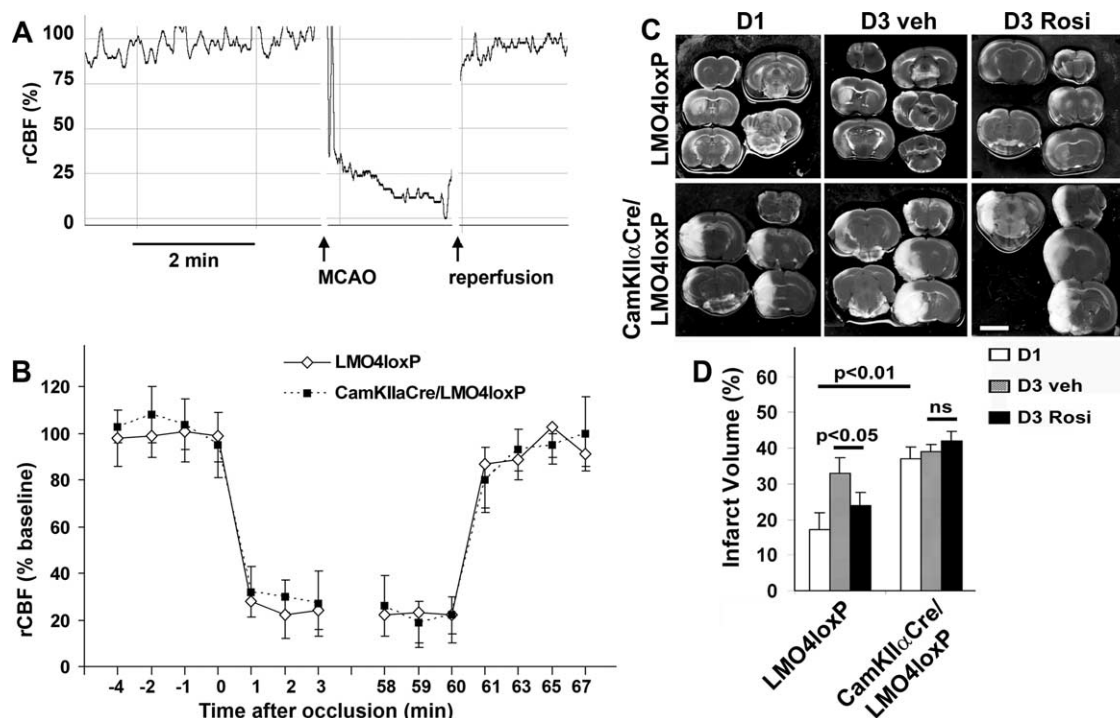 A
100
75
50
25
0
rCBF (%)
2 min
MCAO
reperfusion
B
LMO4loxP
CamKIIaCre/LMO4loxP
120
100
80
60
40
20
0
rCBF (% baseline)
-4 -2 -1 0 1 2 3 58 59 60 61 63 65 67
Time after occlusion (min)
C
D1 D3 veh D3 Rosi
LMO4loxP
CamKIIαCre/
LMO4loxP
D
60
50
40
30
20
10
0
Infarct Volume (%)
p<0.01
p<0.05
ns
D1
D3 veh
D3 Rosi
LMO4loxP
CamKIIαCre/
LMO4loxP